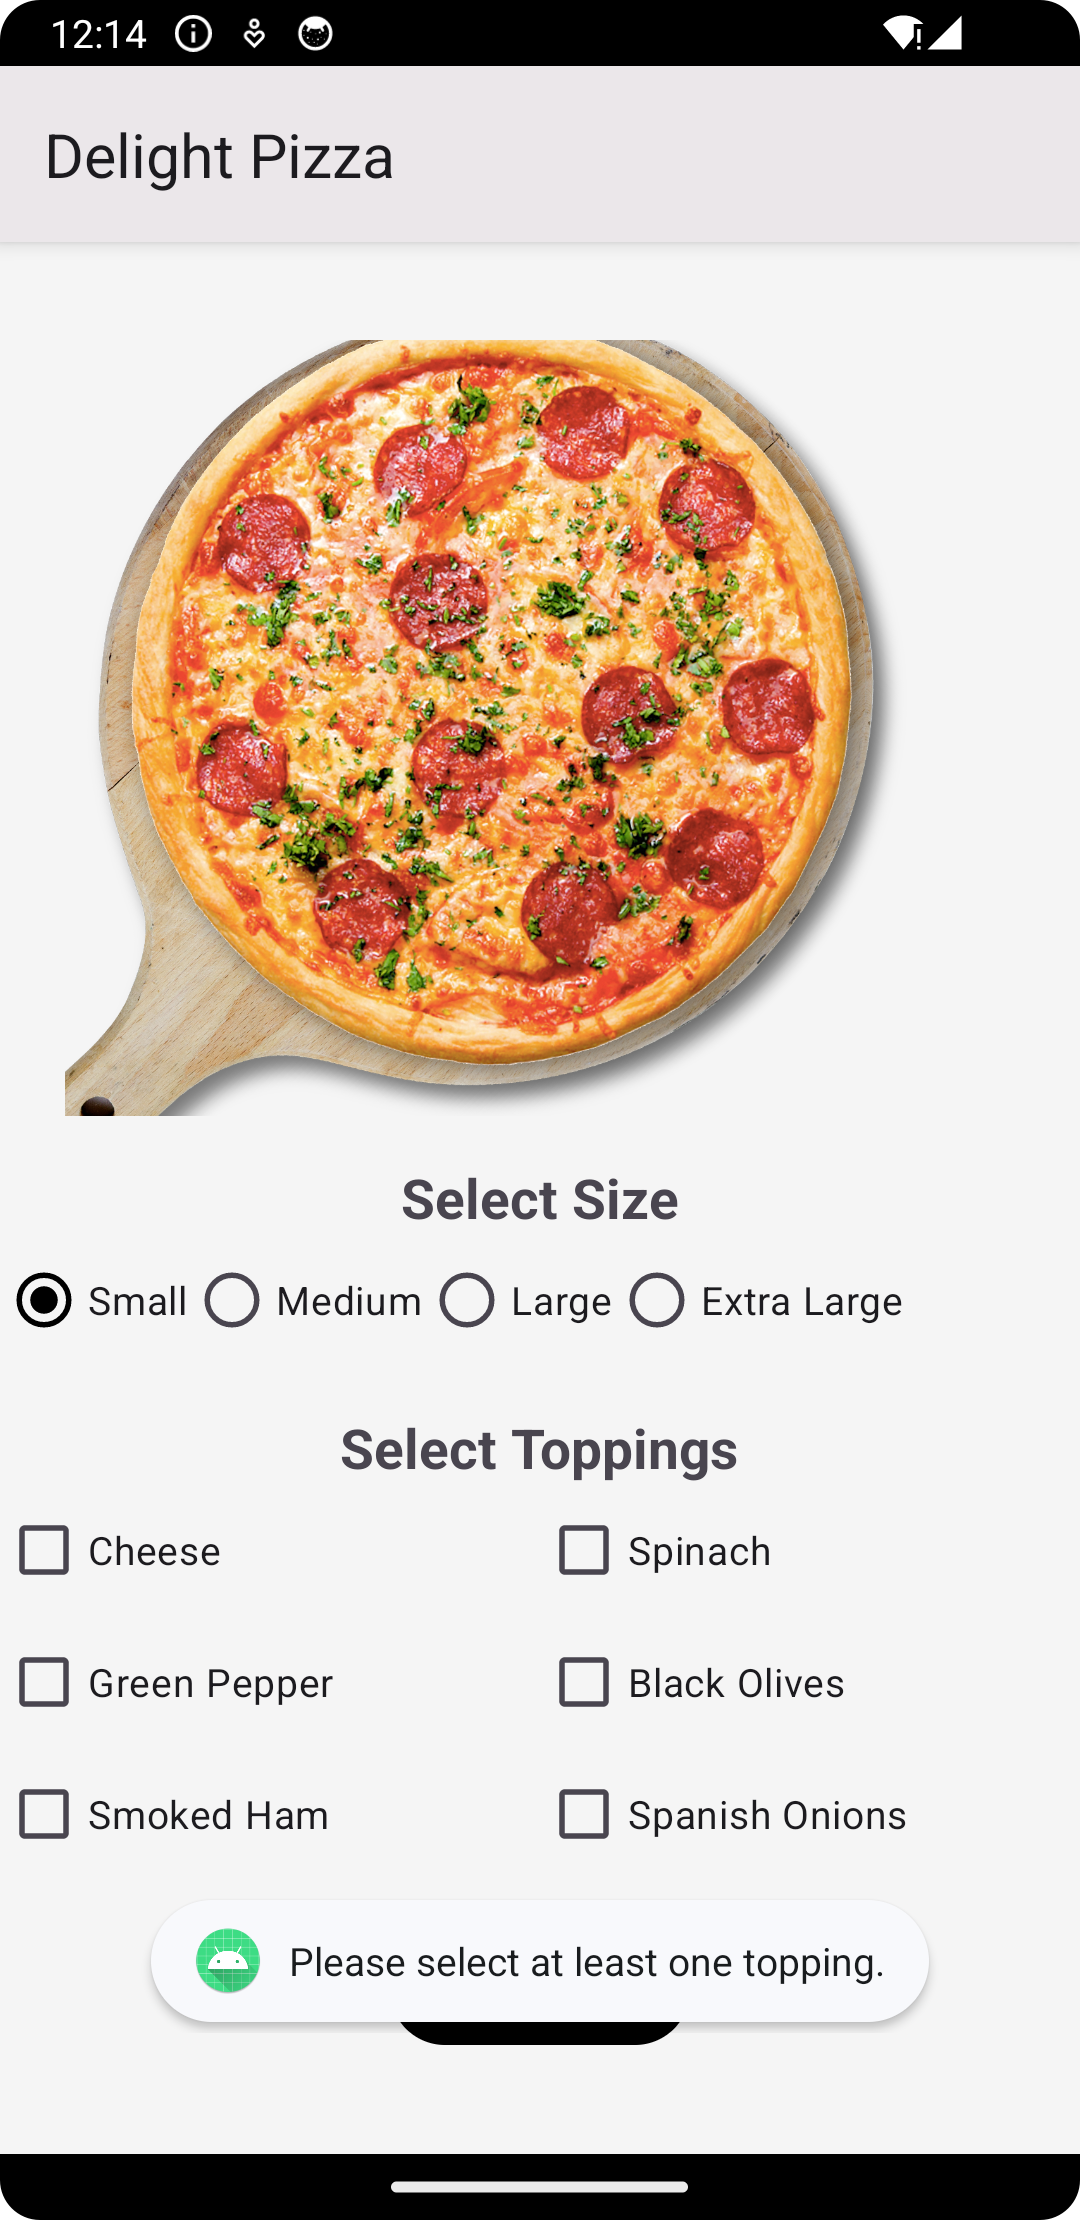 12:14
Delight Pizza
Select Size
Small Medium Large Extra Large
Select Toppings
Cheese Spinach
Green Pepper Black Olives
Smoked Ham Spanish Onions
Please select at least one topping.